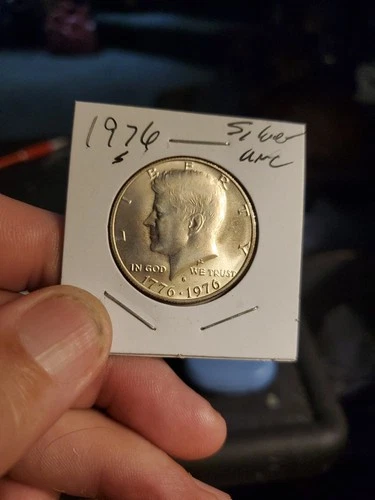 1976 — Silver
s unc
LIBERTY
IN GOD WE TRUST
S
1776 · 1976